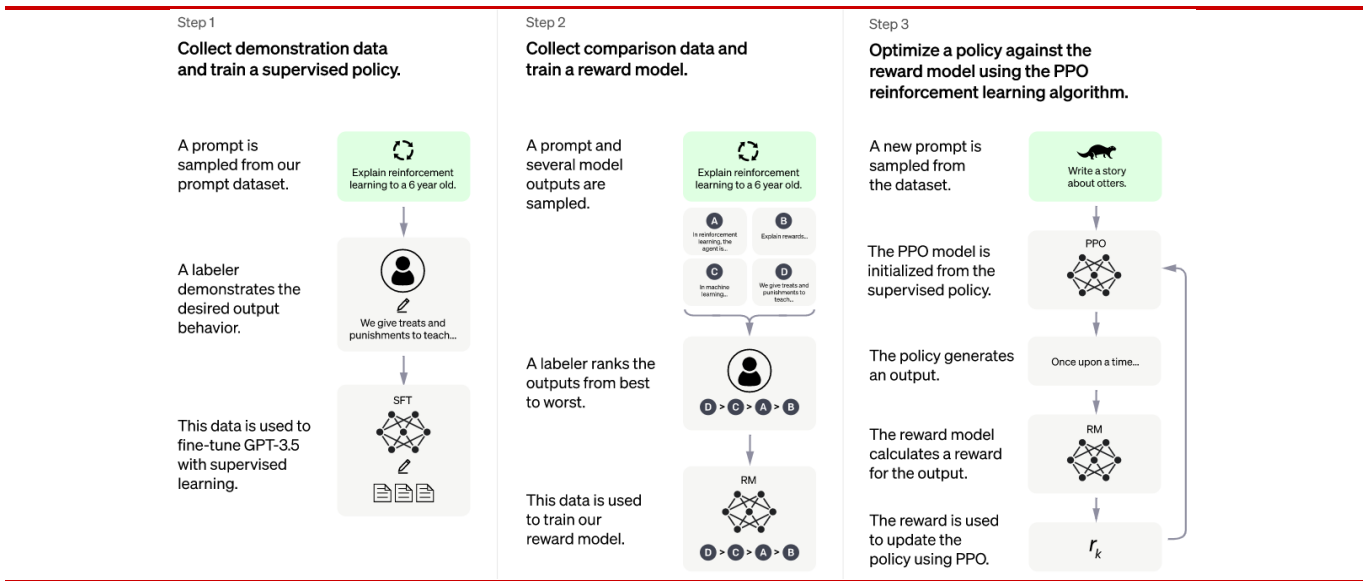 Step 1
Collect demonstration data
and train a supervised policy.
A prompt is
sampled from our
prompt dataset.
Explain reinforcement
learning to a 6 year old.
A labeler
demonstrates the
desired output
behavior.
We give treats and
punishments to teach...
This data is used to
fine-tune GPT-3.5
with supervised
learning.
SFT
Step 2
Collect comparison data and
train a reward model.
A prompt and
several model
outputs are
sampled.
Explain reinforcement
learning to a 6 year old.
A
In reinforcement
learning, the
agent is...
B
Explain rewards...
C
In machine
learning...
D
We give treats and
punishments to
teach...
A labeler ranks the
outputs from best
to worst.
D > C > A > B
This data is used
to train our
reward model.
RM
D > C > A > B
Step 3
Optimize a policy against the
reward model using the PPO
reinforcement learning algorithm.
A new prompt is
sampled from
the dataset.
Write a story
about otters.
The PPO model is
initialized from the
supervised policy.
PPO
The policy generates
an output.
Once upon a time...
The reward model
calculates a reward
for the output.
RM
The reward is used
to update the
policy using PPO.
rk